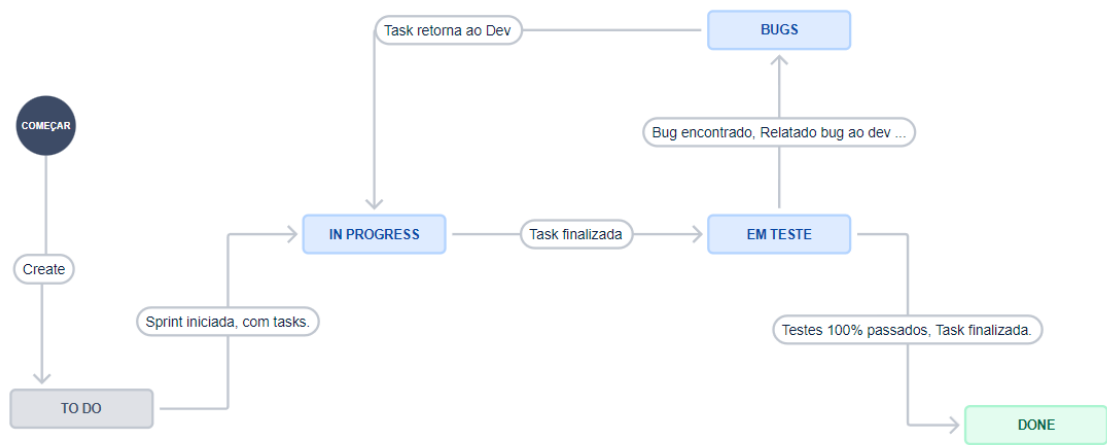 Task retorna ao Dev
BUGS
COMEÇAR
Bug encontrado, Relatado bug ao dev ...
IN PROGRESS
Task finalizada
EM TESTE
Create
Sprint iniciada, com tasks.
Testes 100% passados, Task finalizada.
TO DO
DONE